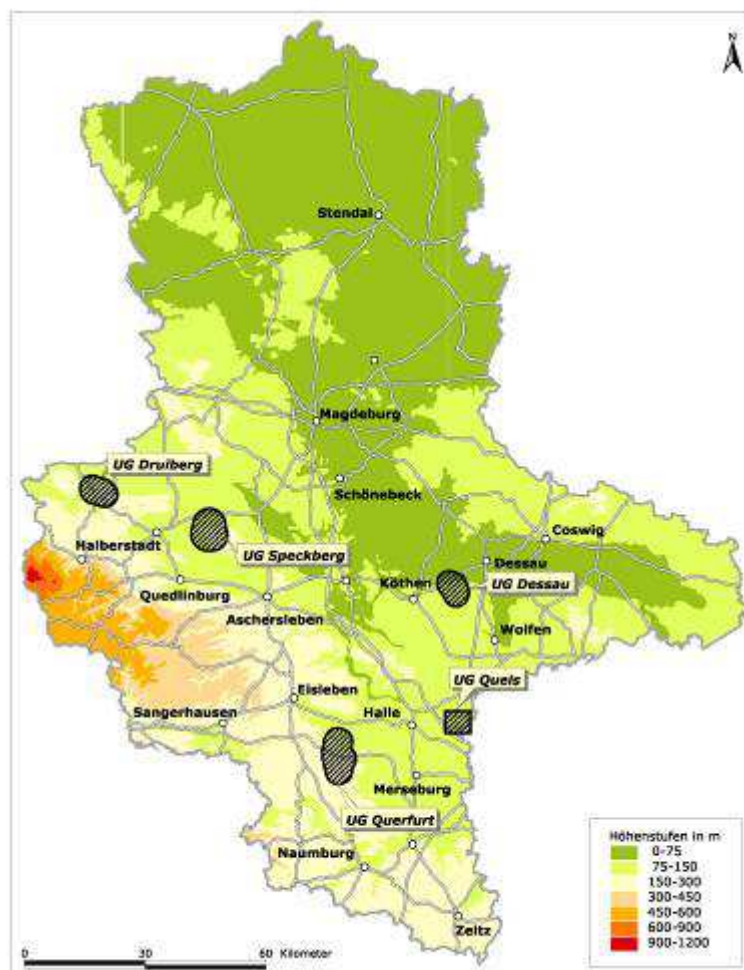 N
Stendal
Magdeburg
UG Druiberg
Schönebeck
Halberstadt
UG Speckberg
Coswig
Dessau
Quedlinburg
Köthen
UG Dessau
Aschersleben
Wolfen
UG Queis
Eisleben
Sangerhausen
Halle
Merseburg
UG Querfurt
Naumburg
Zeitz
Höhenstufen in m
0-75
75-150
150-300
300-450
450-600
600-900
900-1200
0 30 60 Kilometer